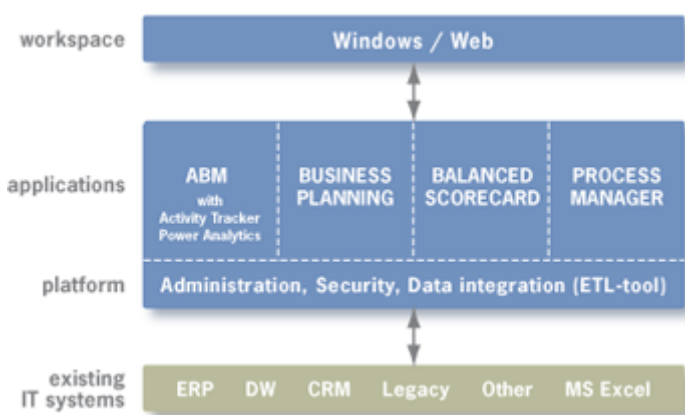 workspace
Windows / Web
applications
ABM
with
Activity Tracker
Power Analytics
BUSINESS
PLANNING
BALANCED
SCORECARD
PROCESS
MANAGER
platform
Administration, Security, Data integration (ETL-tool)
existing
IT systems
ERP DW CRM Legacy Other MS Excel